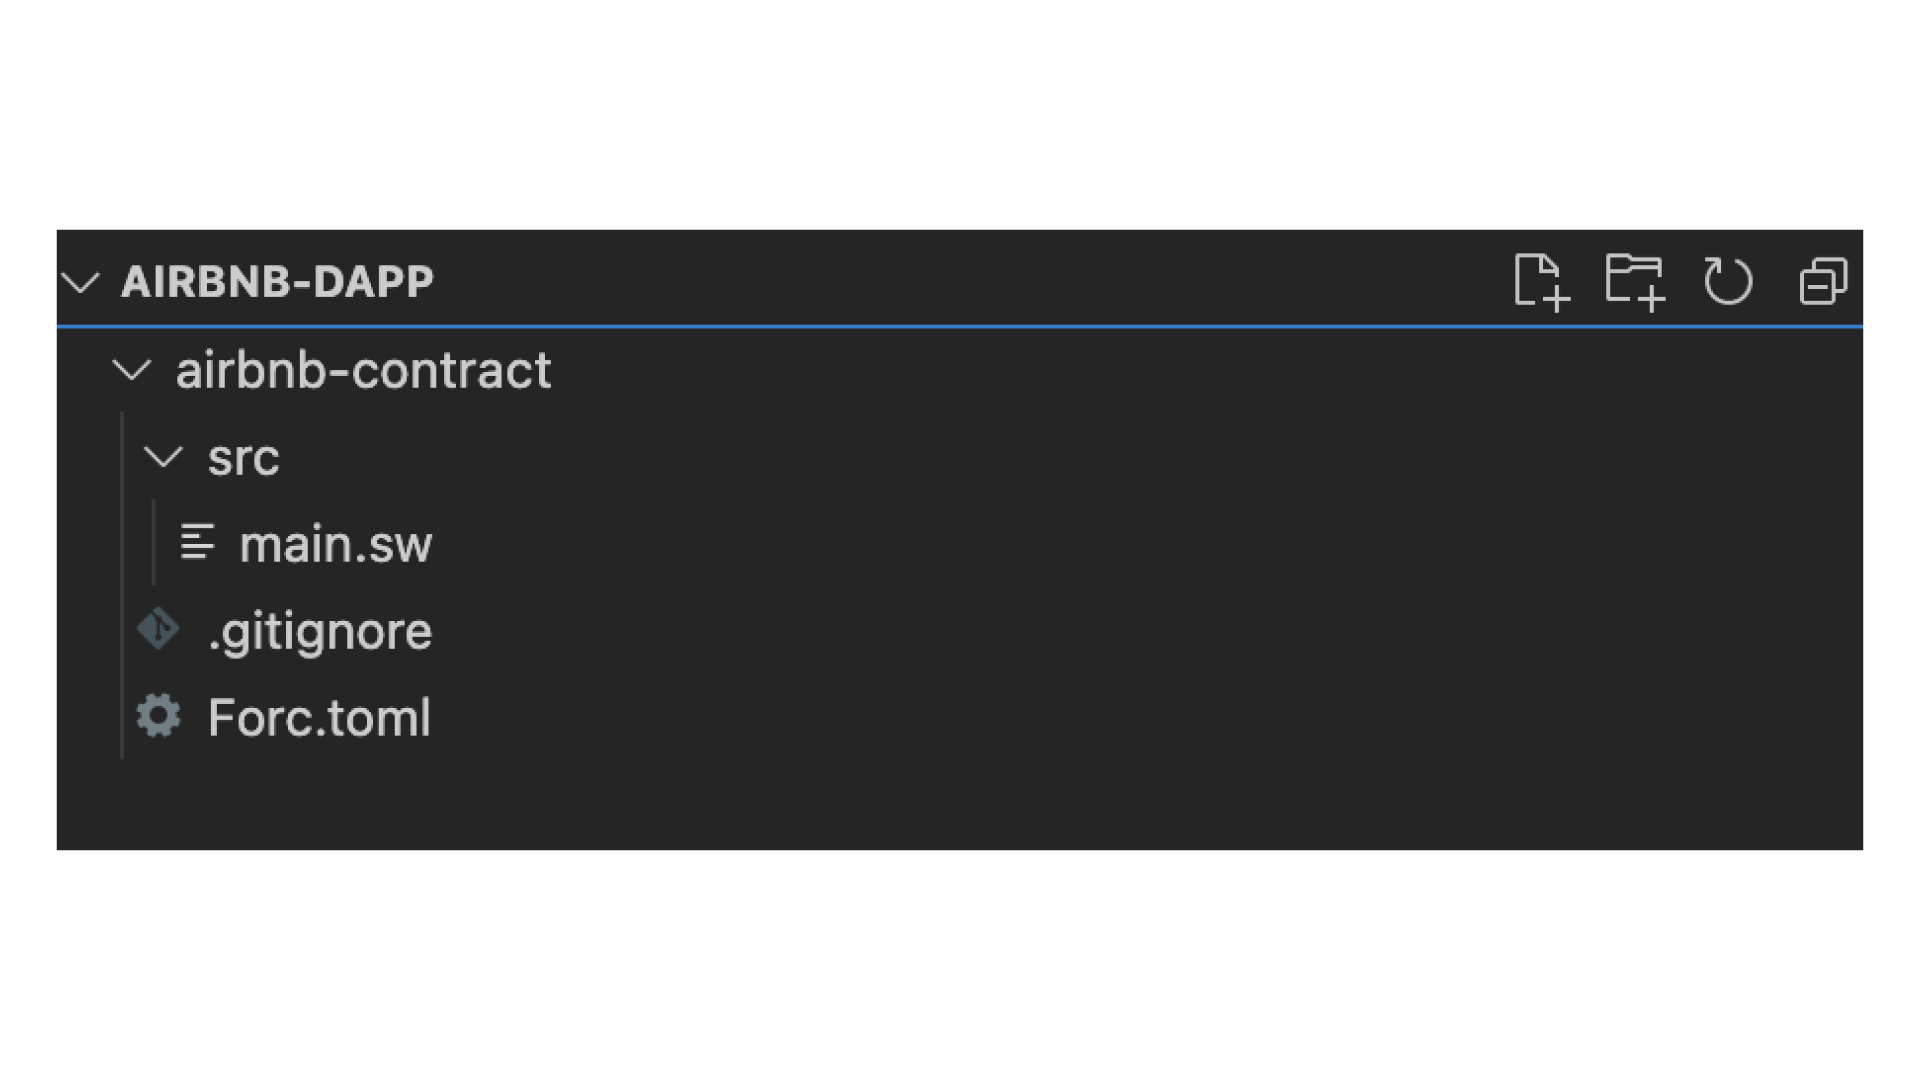 AIRBNB-DAPP
airbnb-contract
src
main.sw
.gitignore
Forc.toml